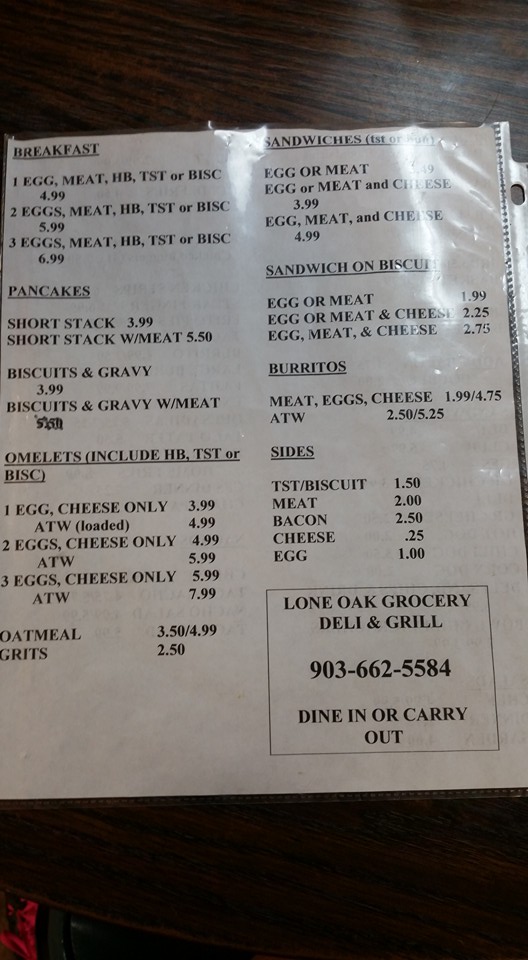 BREAKFAST
1 EGG, MEAT, HB, TST or BISC
4.99
2 EGGS, MEAT, HB, TST or BISC
5.99
3 EGGS, MEAT, HB, TST or BISC
6.99
PANCAKES
SHORT STACK 3.99
SHORT STACK W/MEAT 5.50
BISCUITS & GRAVY
3.99
BISCUITS & GRAVY W/MEAT
5.50
OMELETS (INCLUDE HB, TST or
BISC)
1 EGG, CHEESE ONLY 3.99
ATW (loaded) 4.99
2 EGGS, CHEESE ONLY 4.99
ATW 5.99
3 EGGS, CHEESE ONLY 5.99
ATW 7.99
OATMEAL 3.50/4.99
GRITS 2.50
SANDWICHES (tst or
EGG OR MEAT
EGG or MEAT and CHEESE
3.99
EGG, MEAT, and CHEESE
4.99
SANDWICH ON BISCUIT
EGG OR MEAT 1.99
EGG OR MEAT & CHEESE 2.25
EGG, MEAT, & CHEESE 2.75
BURRITOS
MEAT, EGGS, CHEESE 1.99/4.75
ATW 2.50/5.25
SIDES
TST/BISCUIT 1.50
MEAT 2.00
BACON 2.50
CHEESE .25
EGG 1.00
LONE OAK GROCERY
DELI & GRILL
903-662-5584
DINE IN OR CARRY
OUT